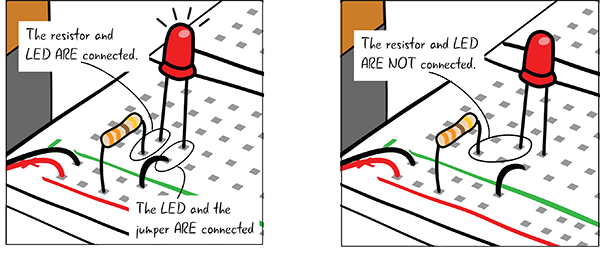 The resistor and
LED ARE connected.
The LED and the
jumper ARE connected
The resistor and LED
ARE NOT connected.